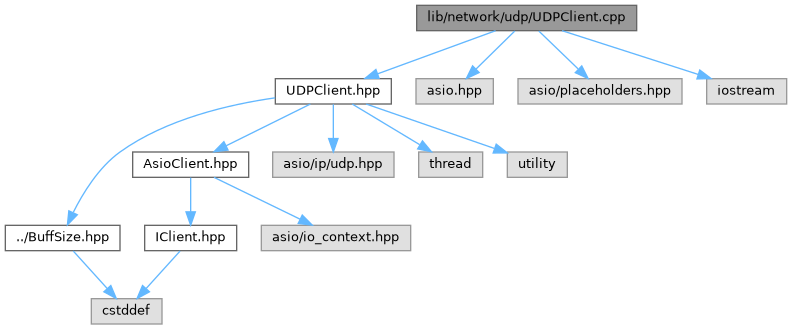 lib/network/udp/UDPClient.cpp
UDPClient.hpp
asio.hpp
asio/placeholders.hpp
iostream
AsioClient.hpp
asio/ip/udp.hpp
thread
utility
../BuffSize.hpp
IClient.hpp
asio/io_context.hpp
cstddef